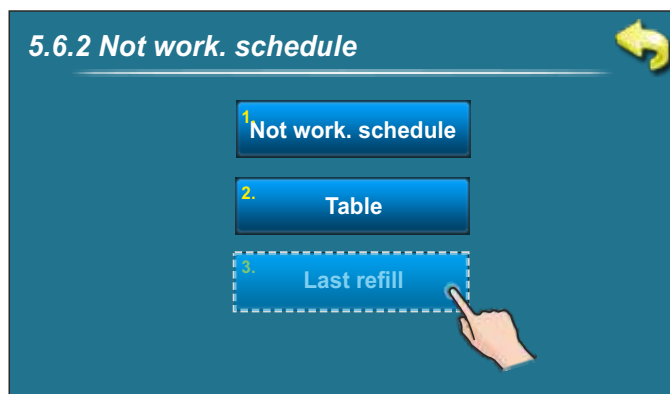 5.6.2 Not work. schedule
1.
Not work. schedule
2.
Table
3.
Last refill